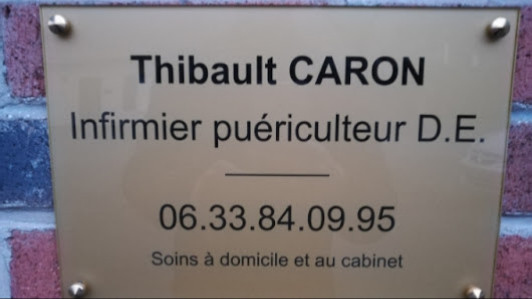 Thibault CARON
Infirmier puériculteur D.E.
06.33.84.09.95
Soins à domicile et au cabinet